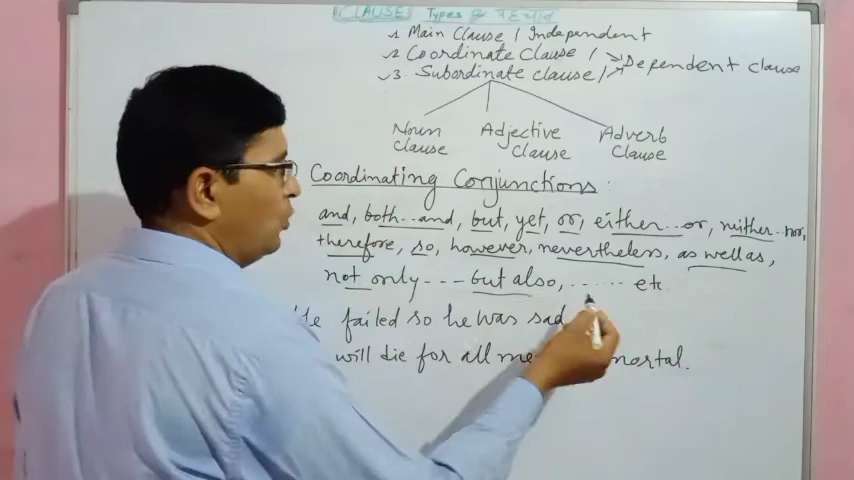 CLAUSE Types &
1 Main Clause / Independent
2 Coordinate Clause / Dependent clause
3. Subordinate clause /
Noun Clause Adjective Clause Adverb Clause
Coordinating Conjunctions :
and, both..and, but, yet, or, either...or, neither..nor,
therefore, so, however, nevertheless, as well as,
not only --- but also, ...... etc.
failed so he was sad
will die for all mortal.